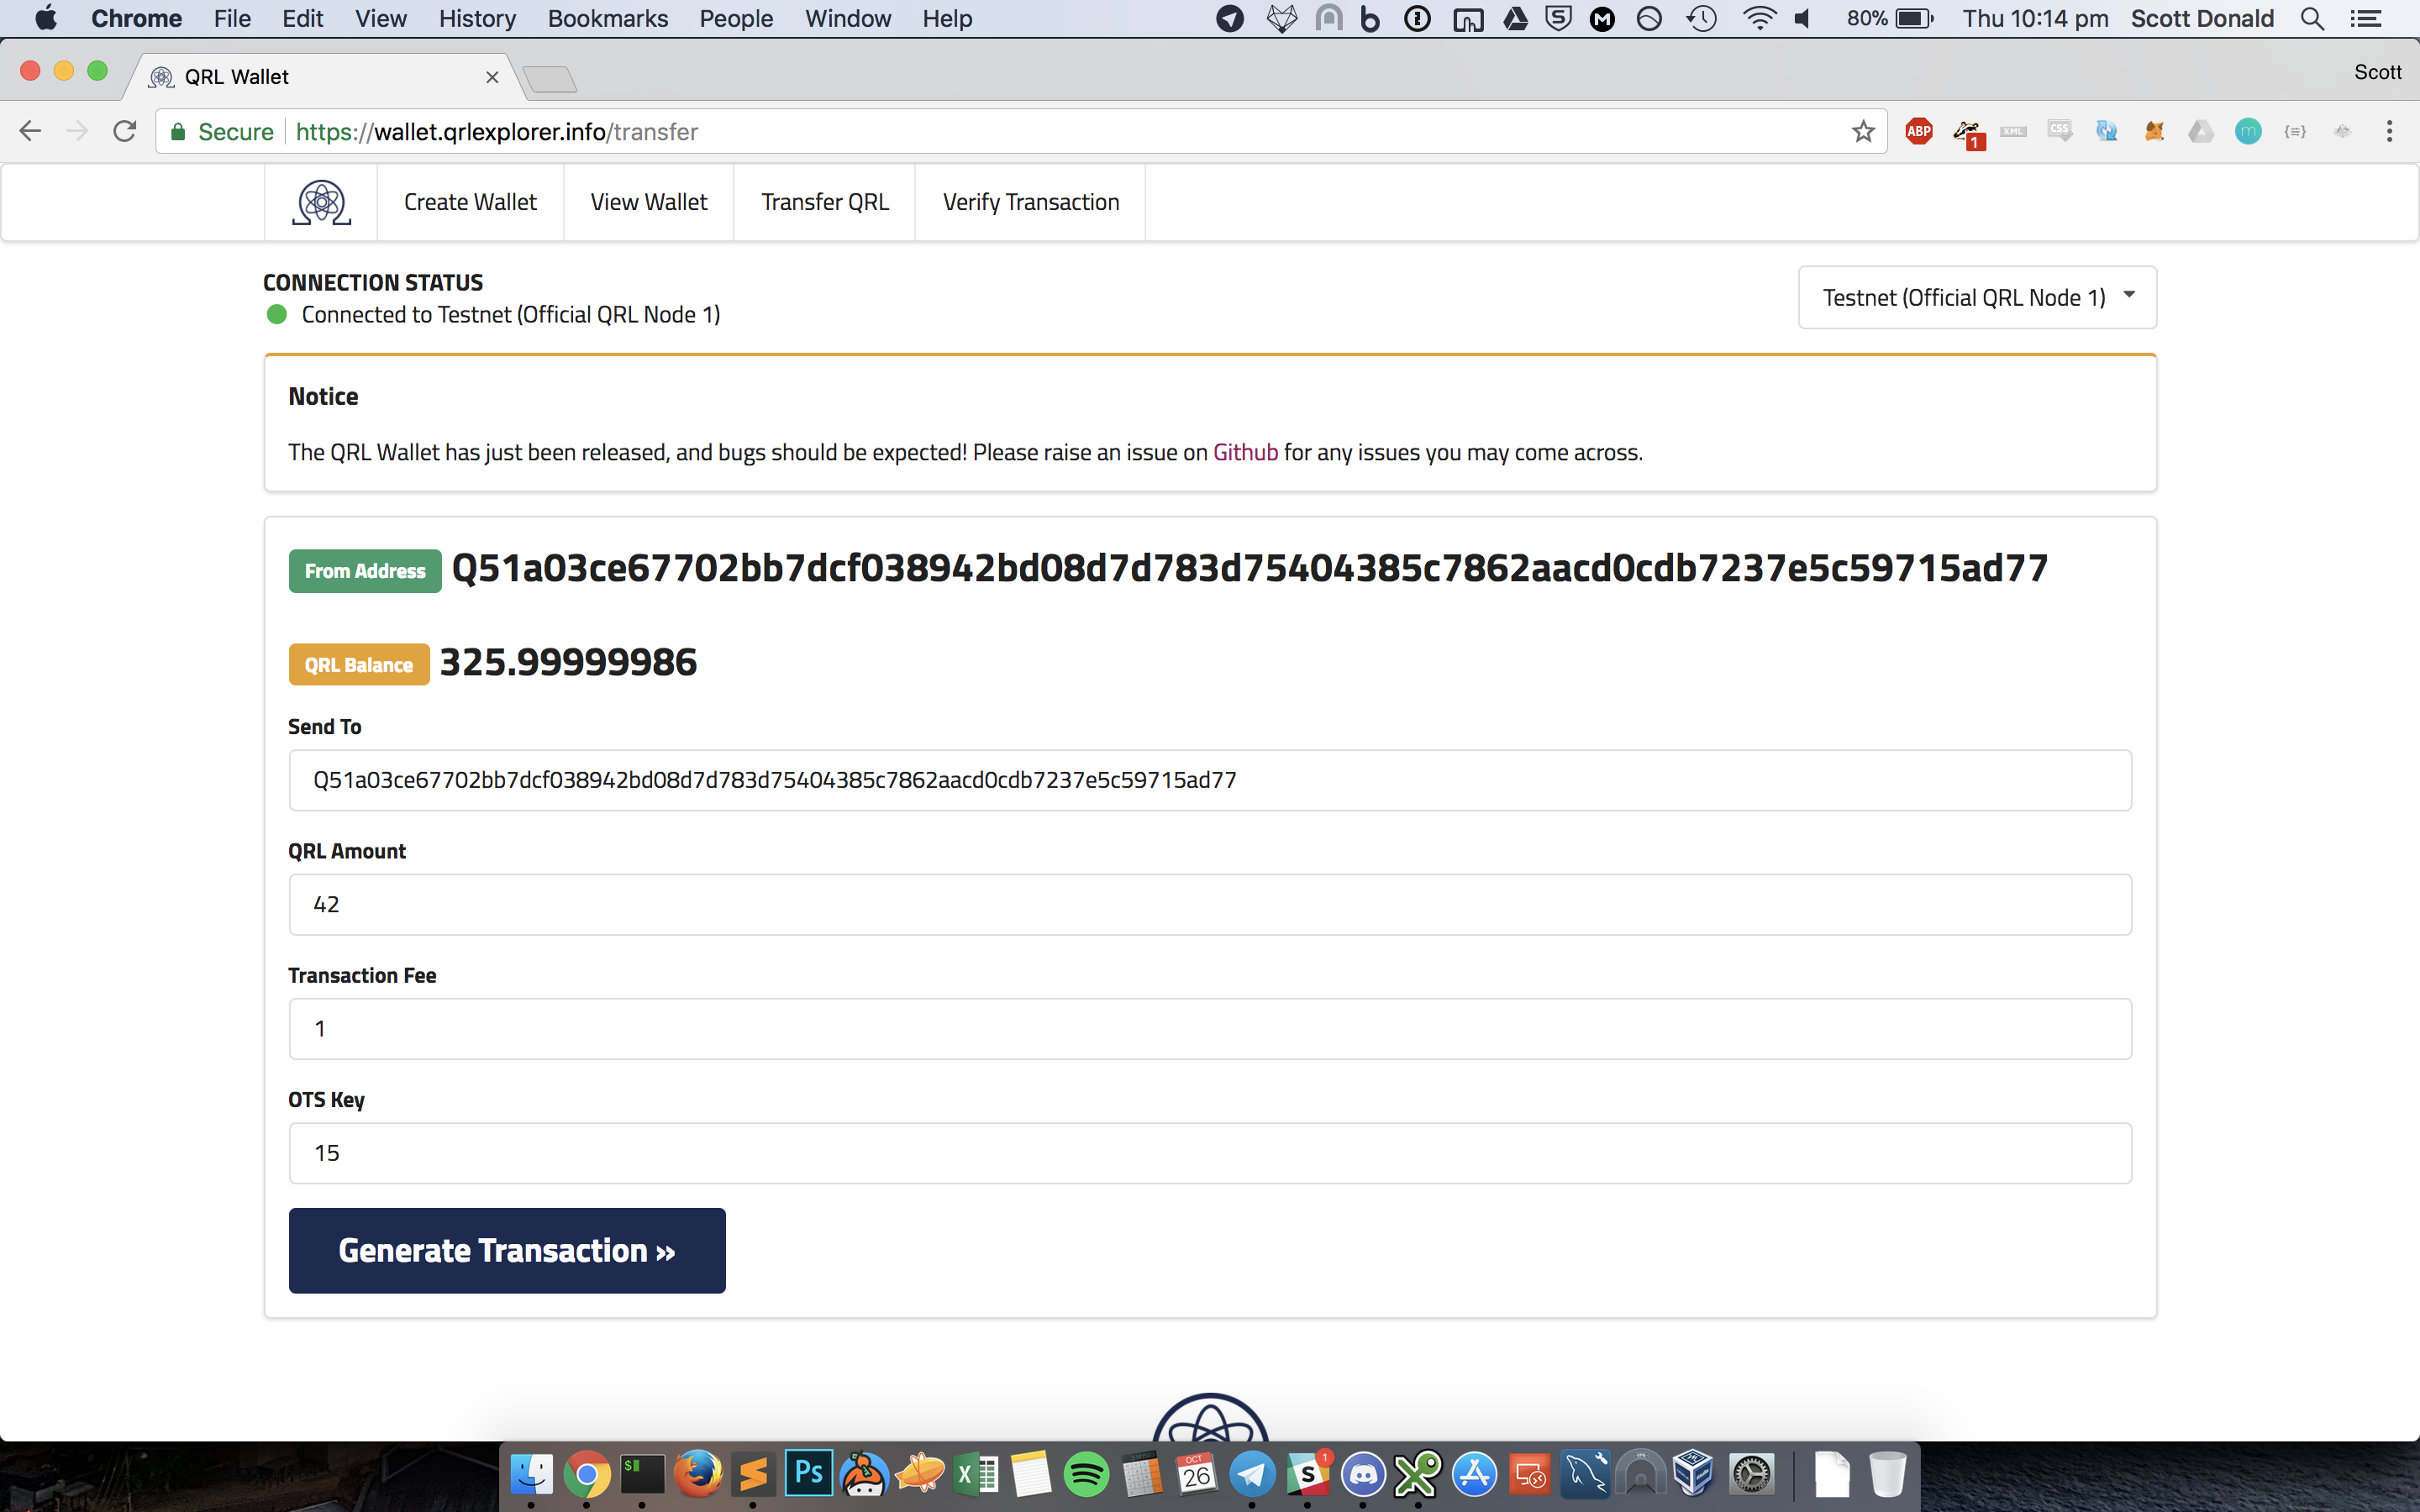 Chrome File Edit View History Bookmarks People Window Help 80% Thu 10:14 pm Scott Donald
QRL Wallet Scott
Secure https://wallet.qrlexplorer.info/transfer ABP 1 XML CSS m
Create Wallet View Wallet Transfer QRL Verify Transaction
CONNECTION STATUS
Connected to Testnet (Official QRL Node 1)
Testnet (Official QRL Node 1)
Notice
The QRL Wallet has just been released, and bugs should be expected! Please raise an issue on Github for any issues you may come across.
From Address Q51a03ce67702bb7dcf038942bd08d7d783d75404385c7862aacd0cdb7237e5c59715ad77
QRL Balance 325.99999986
Send To
Q51a03ce67702bb7dcf038942bd08d7d783d75404385c7862aacd0cdb7237e5c59715ad77
QRL Amount
42
Transaction Fee
1
OTS Key
15
Generate Transaction »
$ Ps X OCT 26 S 1 VPN